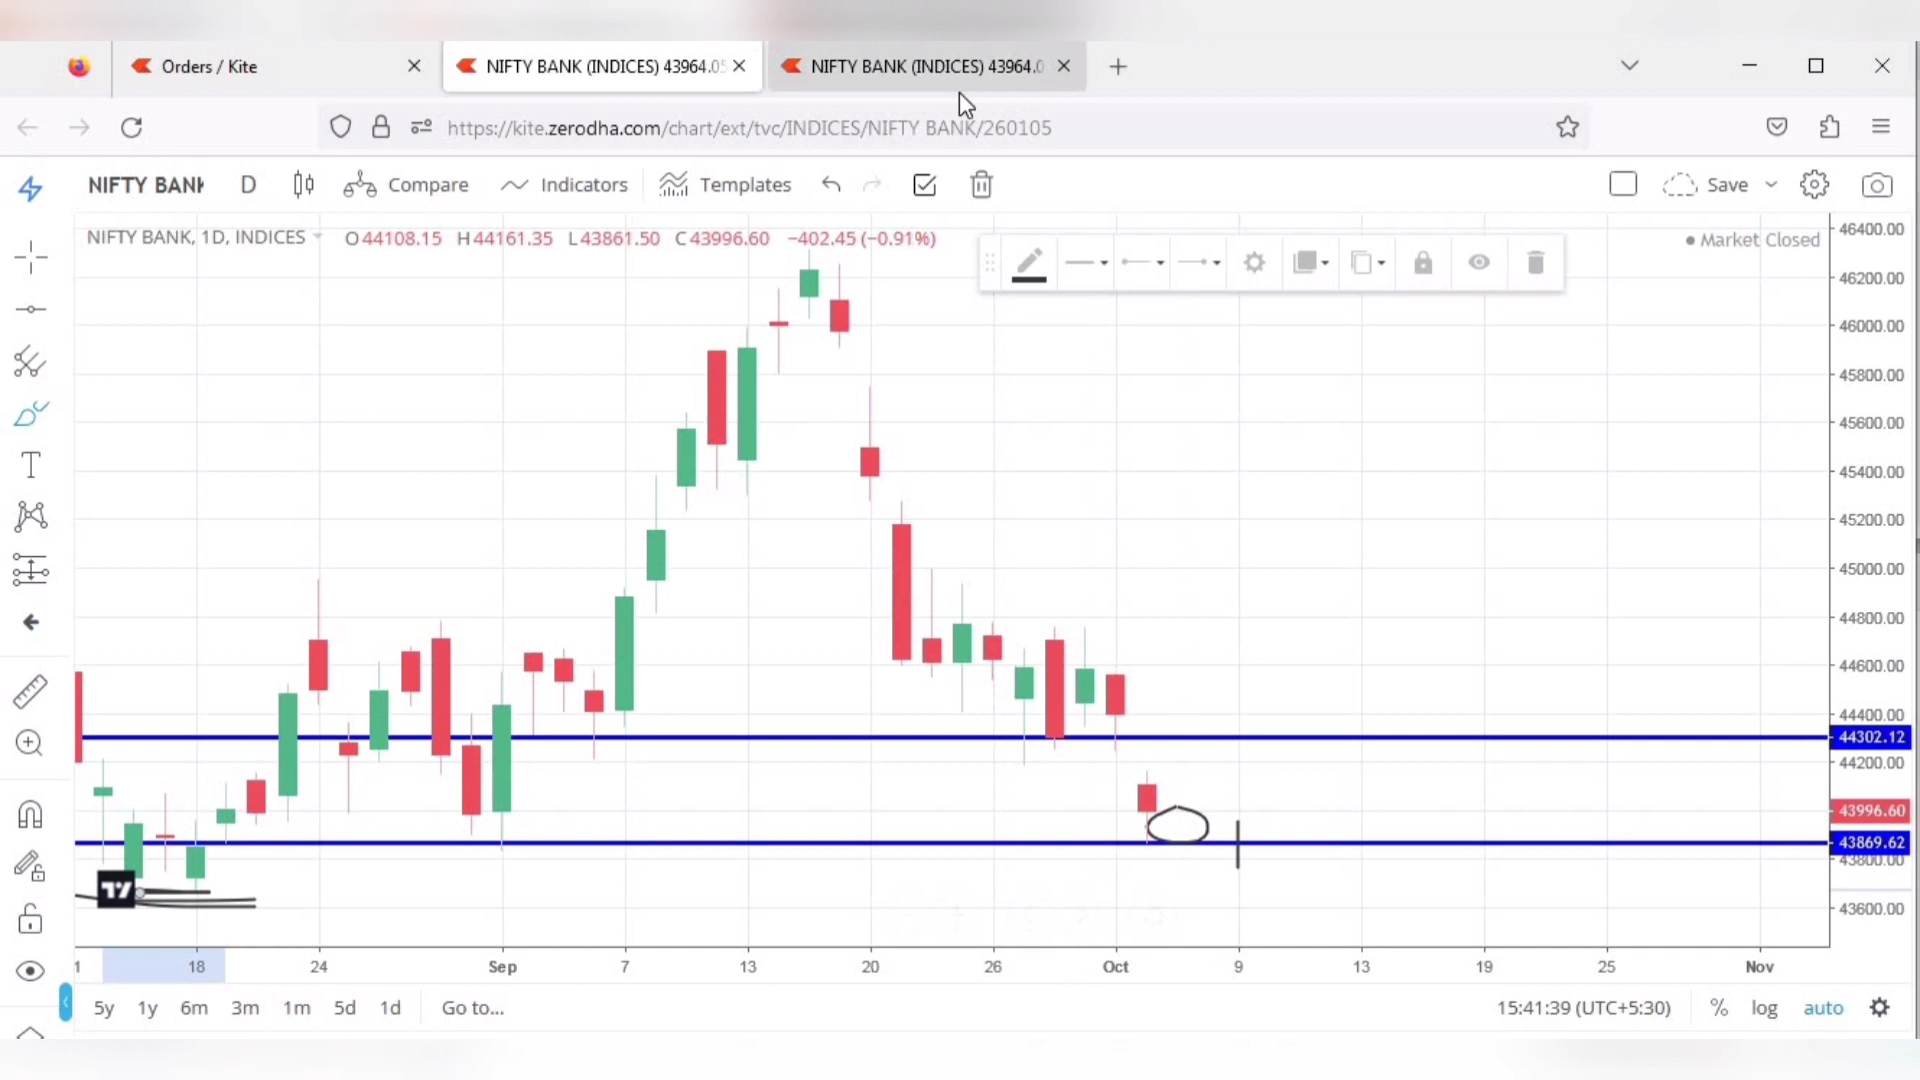 Orders / Kite
NIFTY BANK (INDICES) 43964.05
NIFTY BANK (INDICES) 43964.0
https://kite.zerodha.com/chart/ext/tvc/INDICES/NIFTY BANK/260105
NIFTY BANK
D
Compare
Indicators
Templates
Save
NIFTY BANK, 1D, INDICES
O44108.15 H44161.35 L43861.50 C43996.60 −402.45 (−0.91%)
Market Closed
46400.00
46200.00
46000.00
45800.00
45600.00
45400.00
45200.00
45000.00
44800.00
44600.00
44400.00
44302.12
44200.00
43996.60
43869.62
43800.00
43600.00
18 24 Sep 7 13 20 26 Oct 9 13 19 25 Nov
5y 1y 6m 3m 1m 5d 1d Go to...
15:41:39 (UTC+5:30) % log auto